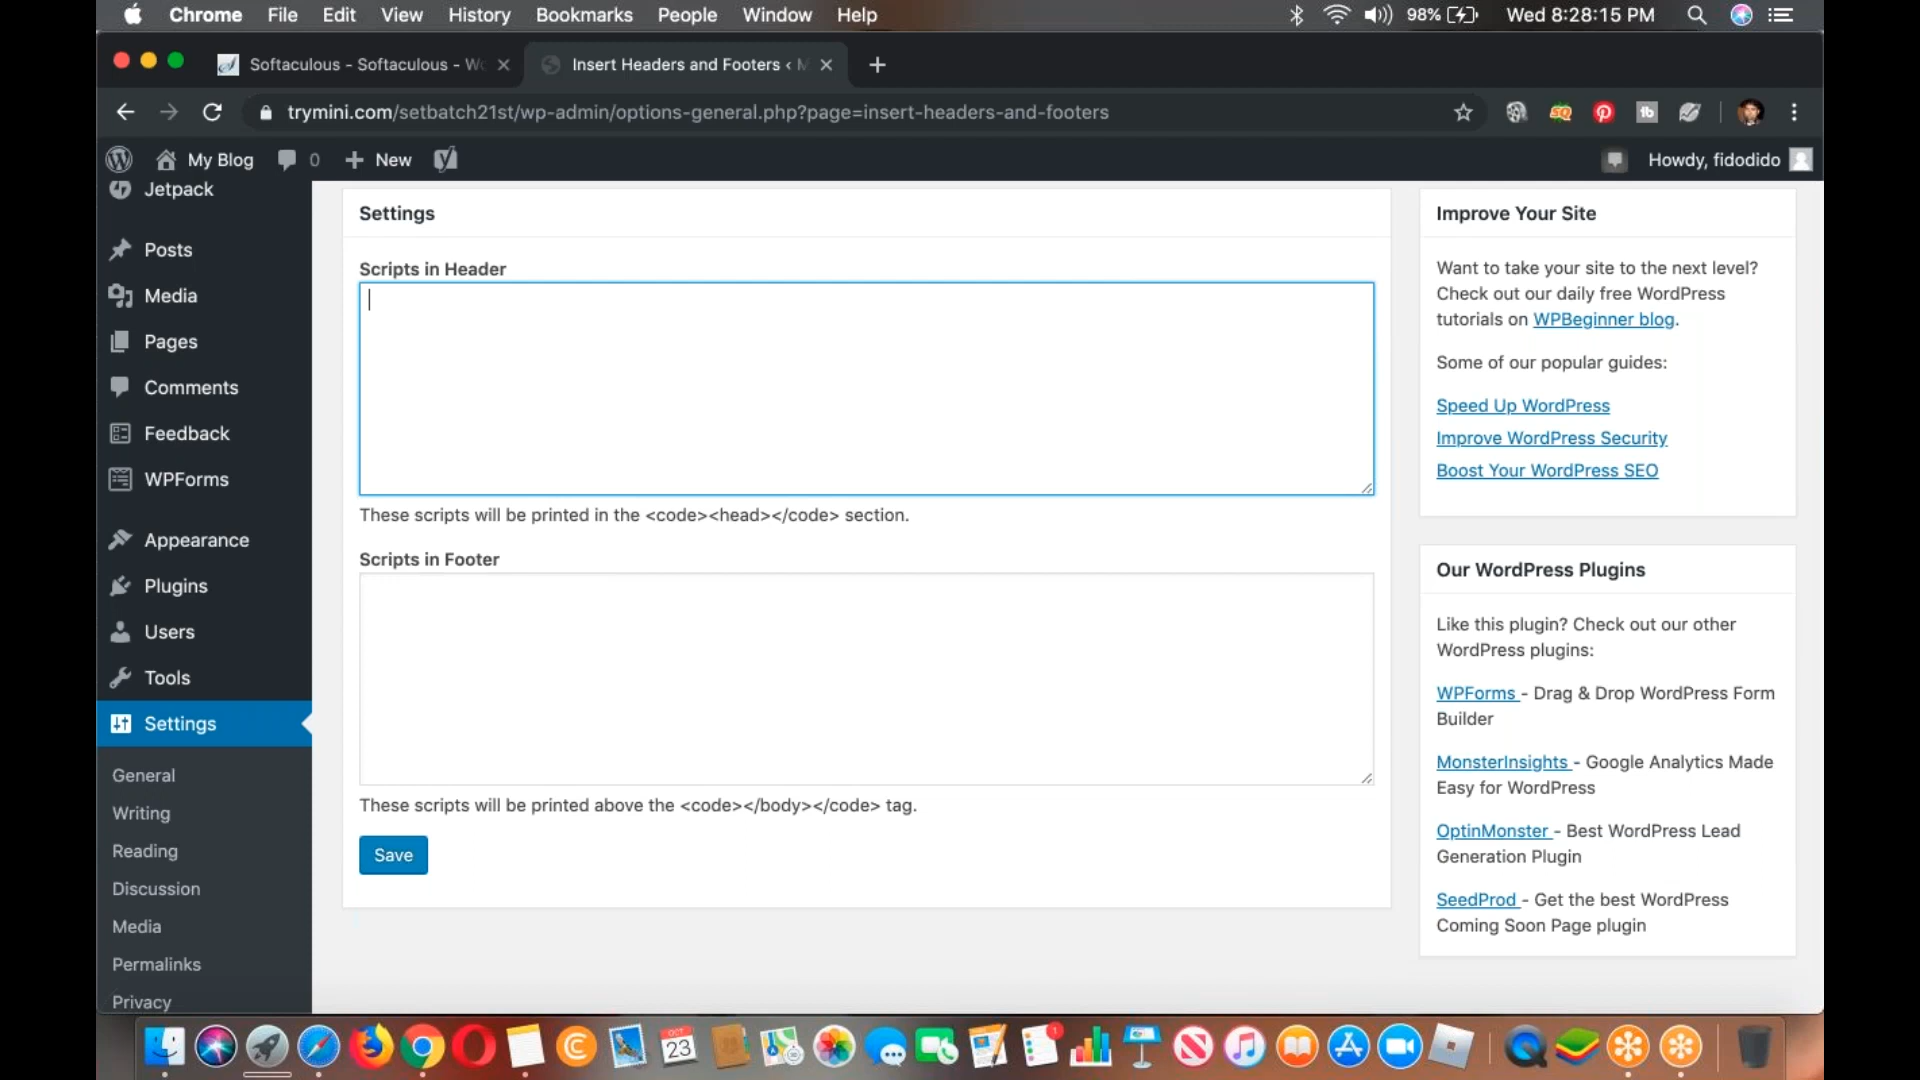 Chrome File Edit View History Bookmarks People Window Help 98% Wed 8:28:15 PM
Softaculous - Softaculous - Wo
Insert Headers and Footers ‹ M
trymini.com/setbatch21st/wp-admin/options-general.php?page=insert-headers-and-footers
My Blog 0 New Howdy, fidodido
Jetpack
Posts
Media
Pages
Comments
Feedback
WPForms
Appearance
Plugins
Users
Tools
Settings
General
Writing
Reading
Discussion
Media
Permalinks
Privacy
Settings
Scripts in Header
These scripts will be printed in the <code><head></code> section.
Scripts in Footer
These scripts will be printed above the <code></body></code> tag.
Save
Improve Your Site
Want to take your site to the next level?
Check out our daily free WordPress
tutorials on WPBeginner blog.
Some of our popular guides:
Speed Up WordPress
Improve WordPress Security
Boost Your WordPress SEO
Our WordPress Plugins
Like this plugin? Check out our other
WordPress plugins:
WPForms - Drag & Drop WordPress Form
Builder
MonsterInsights - Google Analytics Made
Easy for WordPress
OptinMonster - Best WordPress Lead
Generation Plugin
SeedProd - Get the best WordPress
Coming Soon Page plugin
OCT
23
1